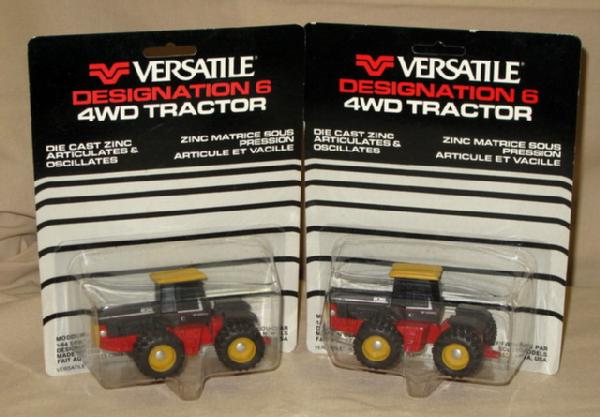 VERSATILE
DESIGNATION 6
4WD TRACTOR
DIE CAST ZINC
ARTICULATES &
OSCILLATES
ZINC MATRICE SOUS
PRESSION
ARTICULE ET VACILLE
VERSATILE
DESIGNATION 6
4WD TRACTOR
DIE CAST ZINC
ARTICULATES &
OSCILLATES
ZINC MATRICE SOUS
PRESSION
ARTICULE ET VACILLE